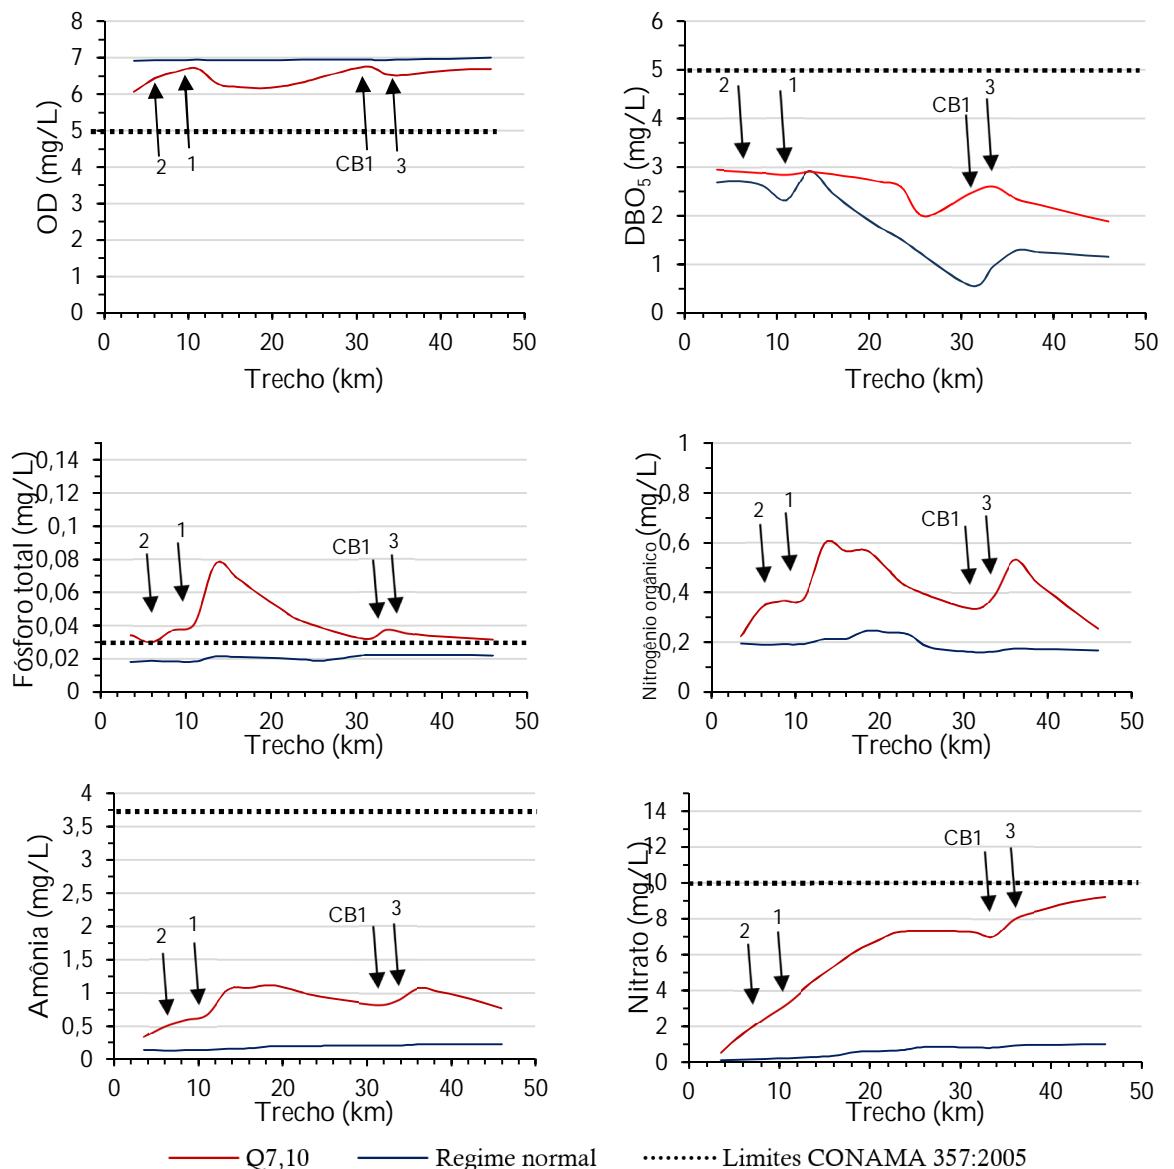 OD (mg/L)
8
7
6
5
4
3
2
1
0
2
1
CB1
3
0 10 20 30 40 50
Trecho (km)
DBO5 (mg/L)
6
5
4
3
2
1
0
2
1
CB1
3
0 10 20 30 40 50
Trecho (km)
Fósforo total (mg/L)
0,14
0,12
0,1
0,08
0,06
0,04
0,02
0
2
1
CB1
3
0 10 20 30 40 50
Trecho (km)
Nitrogênio orgânico (mg/L)
1
0,8
0,6
0,4
0,2
0
2
1
CB1
3
0 10 20 30 40 50
Trecho (km)
Amônia (mg/L)
4
3,5
3
2,5
2
1,5
1
0,5
0
2
1
CB1
3
0 10 20 30 40 50
Trecho (km)
Nitrato (mg/L)
14
12
10
8
6
4
2
0
2
1
CB1
3
0 10 20 30 40 50
Trecho (km)
Q7,10 Regime normal Limites CONAMA 357:2005